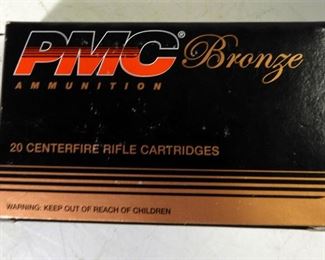 PMC® Bronze
AMMUNITION
20 CENTERFIRE RIFLE CARTRIDGES
WARNING: KEEP OUT OF REACH OF CHILDREN